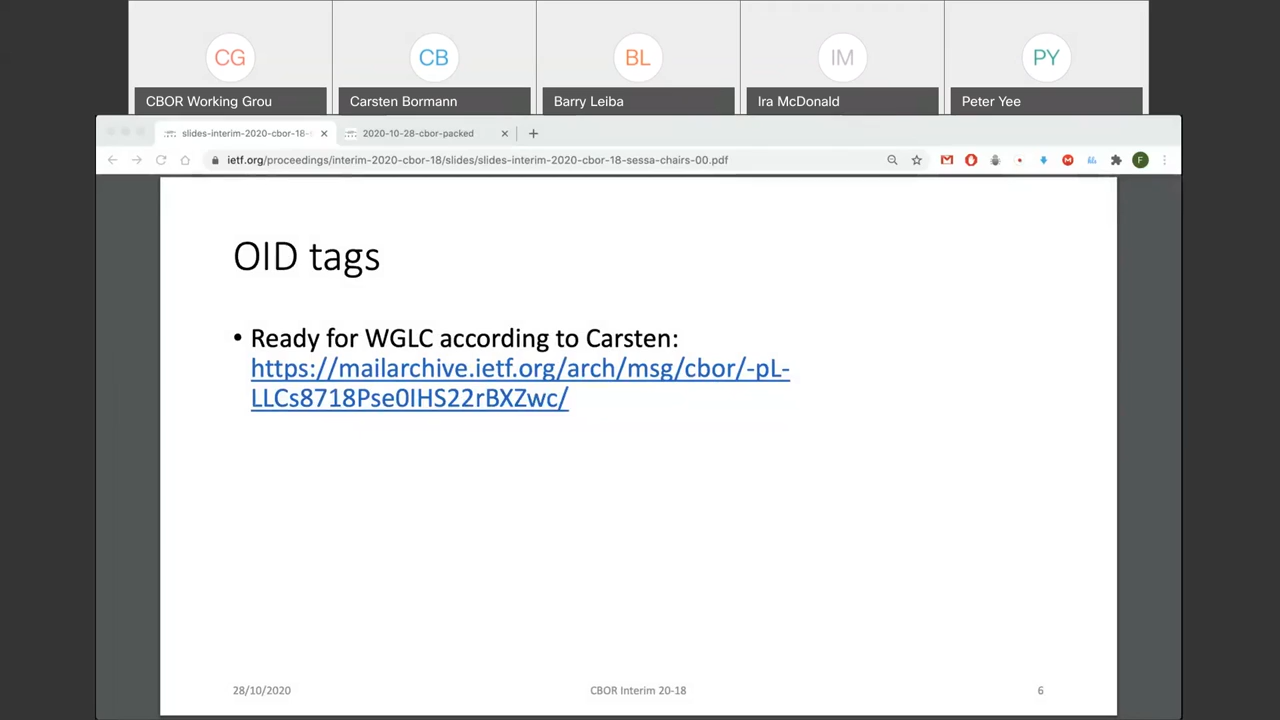 CG
CB
BL
IM
PY
CBOR Working Grou
Carsten Bormann
Barry Leiba
Ira McDonald
Peter Yee
slides-interim-2020-cbor-18-
2020-10-28-cbor-packed
ietf.org/proceedings/interim-2020-cbor-18/slides/slides-interim-2020-cbor-18-sessa-chairs-00.pdf
F
OID tags
• Ready for WGLC according to Carsten:
https://mailarchive.ietf.org/arch/msg/cbor/-pL-
LLCs8718Pse0IHS22rBXZwc/
28/10/2020
CBOR Interim 20-18
6